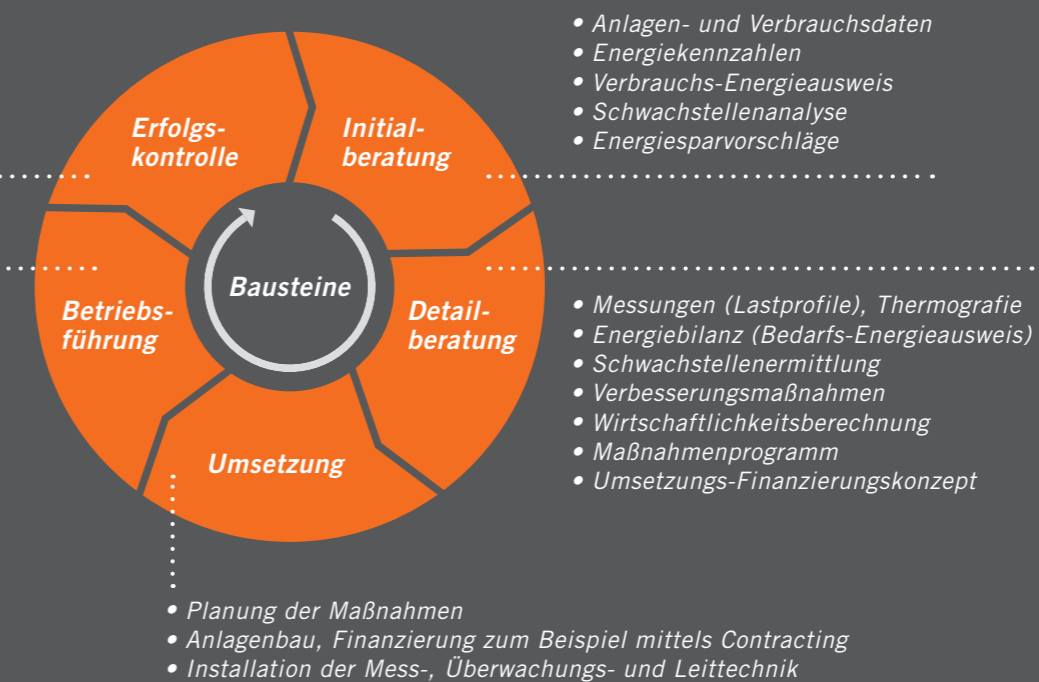 • Anlagen- und Verbrauchsdaten
• Energiekennzahlen
• Verbrauchs-Energieausweis
• Schwachstellenanalyse
• Energiesparvorschläge
Erfolgs-
kontrolle
Initial-
beratung
Bausteine
Betriebs-
führung
Detail-
beratung
Umsetzung
• Messungen (Lastprofile), Thermografie
• Energiebilanz (Bedarfs-Energieausweis)
• Schwachstellenermittlung
• Verbesserungsmaßnahmen
• Wirtschaftlichkeitsberechnung
• Maßnahmenprogramm
• Umsetzungs-Finanzierungskonzept
• Planung der Maßnahmen
• Anlagenbau, Finanzierung zum Beispiel mittels Contracting
• Installation der Mess-, Überwachungs- und Leittechnik